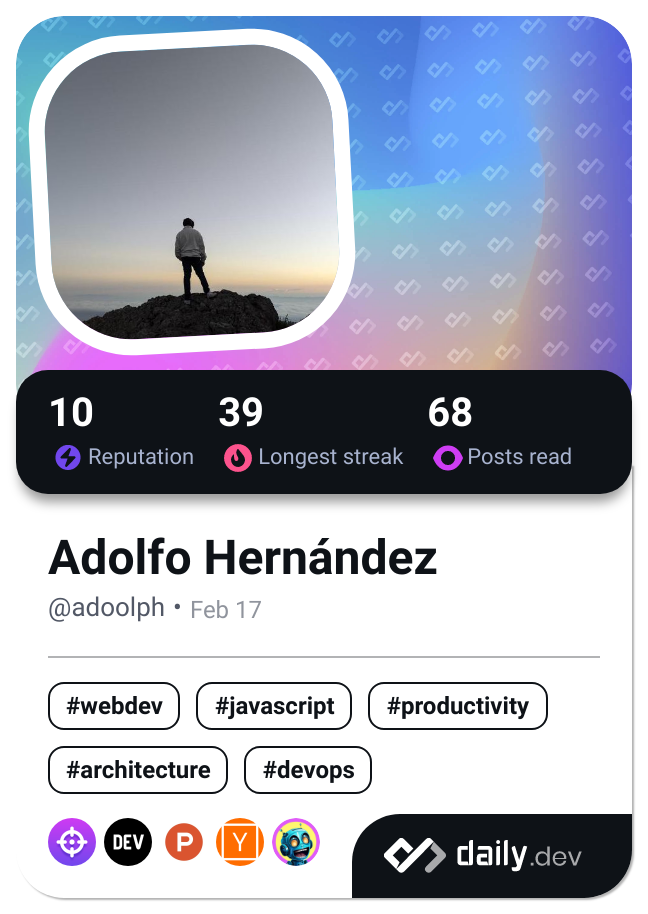 10 39 68
Reputation Longest streak Posts read
Adolfo Hernández
@adoolph • Feb 17
#webdev #javascript #productivity
#architecture #devops
DEV P Y daily.dev